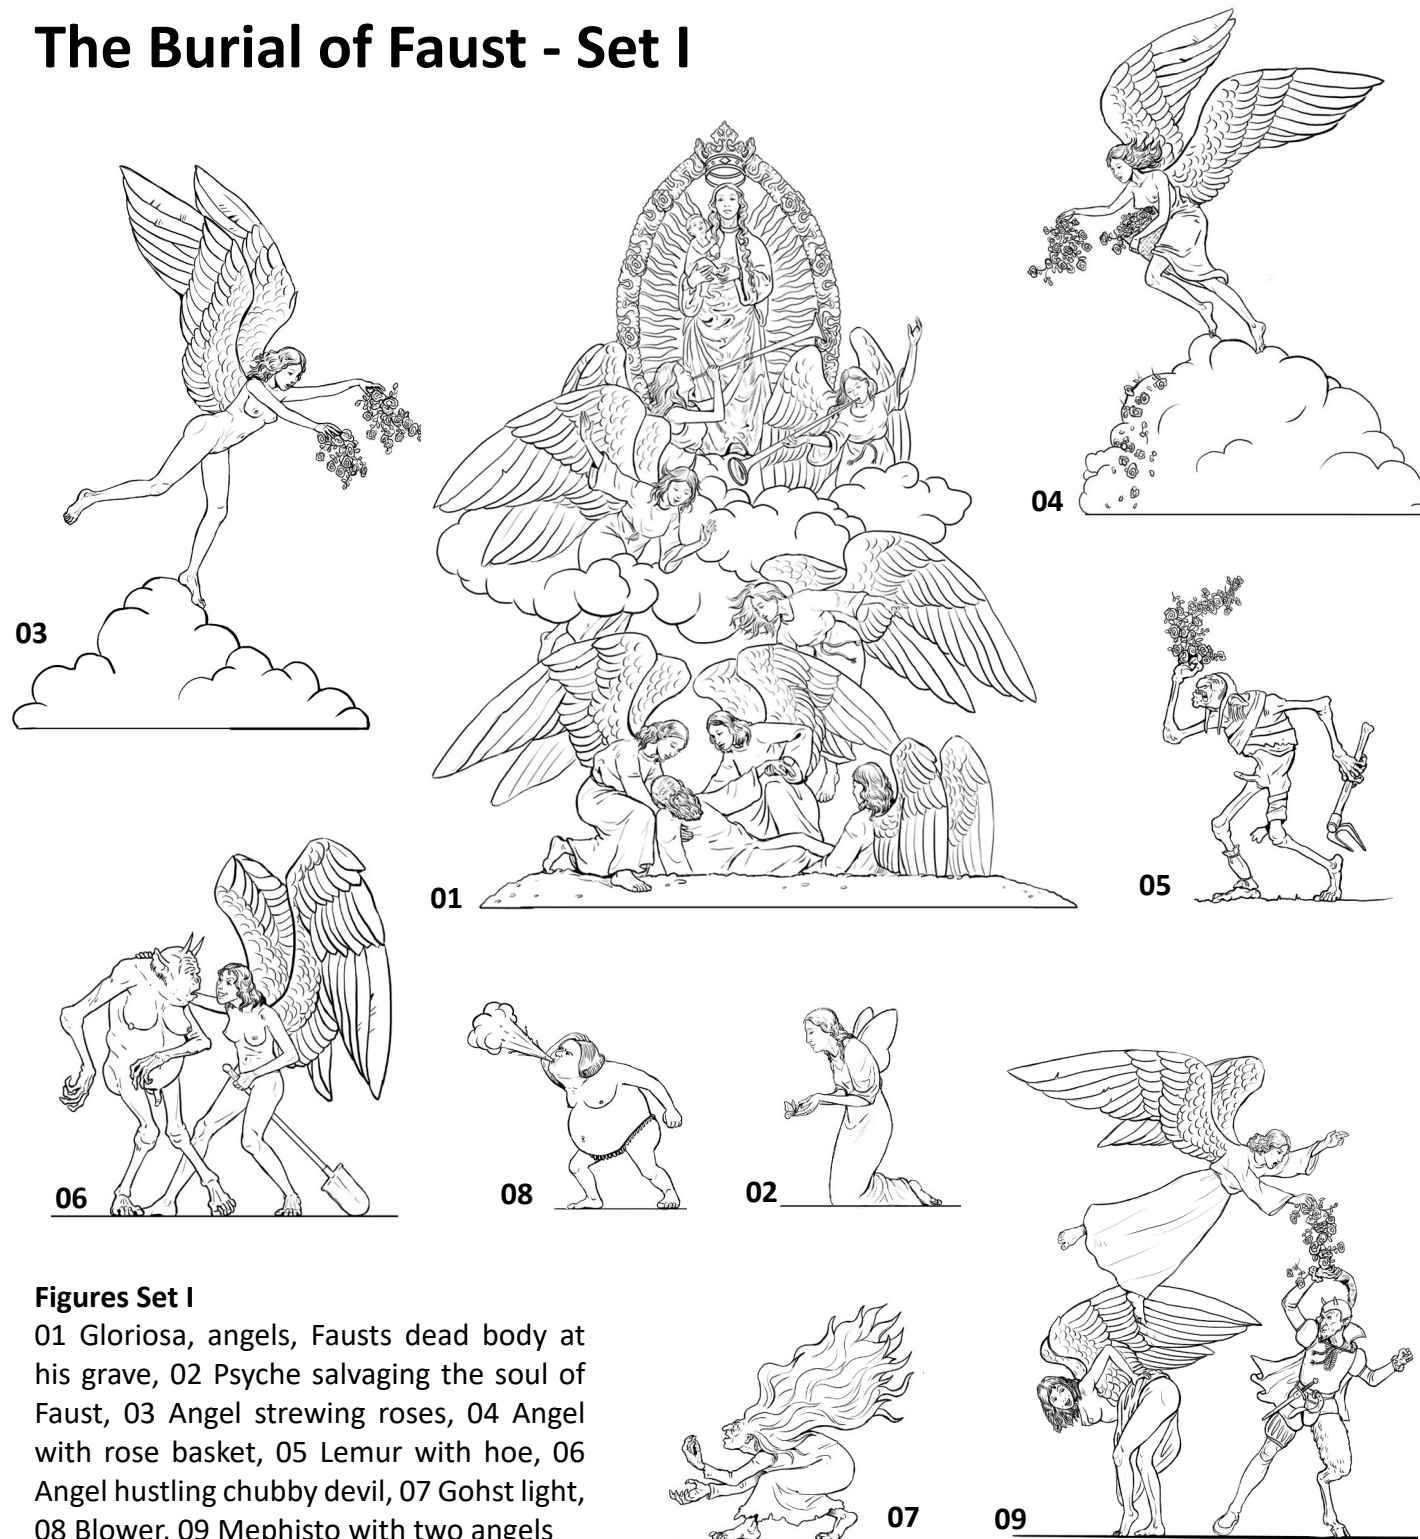 The Burial of Faust - Set I
03
04
01
05
06
08
02
07
09
Figures Set I
01 Gloriosa, angels, Fausts dead body at
his grave, 02 Psyche salvaging the soul of
Faust, 03 Angel strewing roses, 04 Angel
with rose basket, 05 Lemur with hoe, 06
Angel hustling chubby devil, 07 Gohst light,
08 Blower, 09 Mephisto with two angels